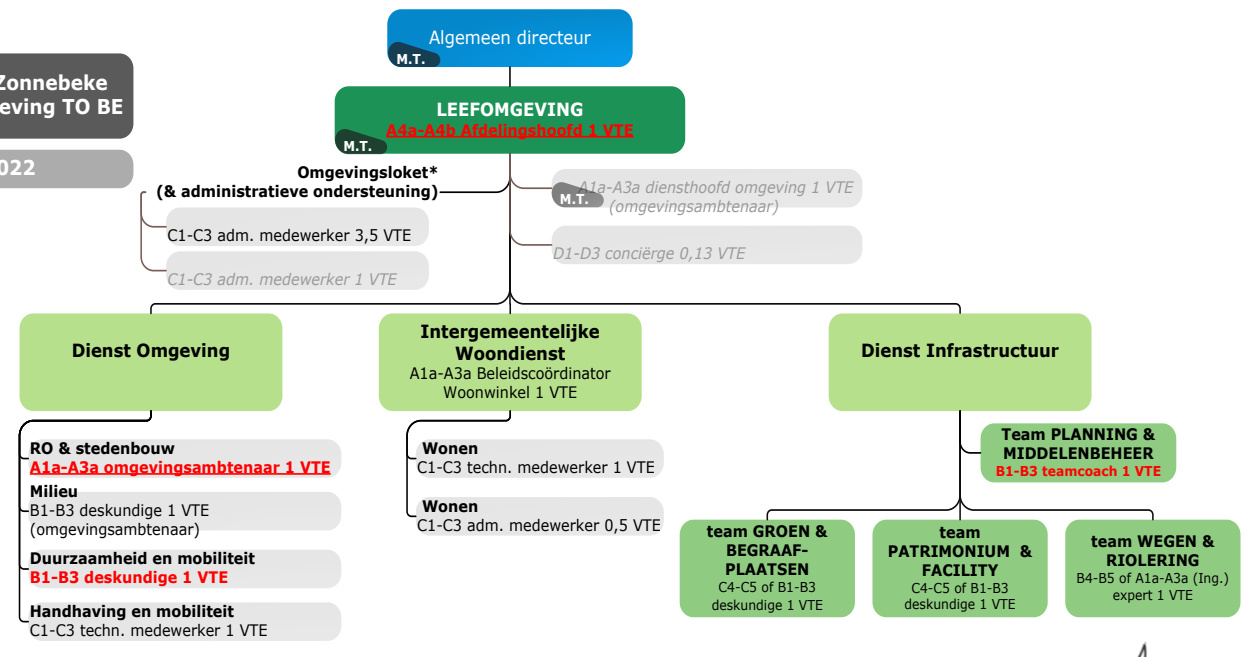 Algemeen directeur
M.T.
Zonnebeke
eving TO BE
022
LEEFOMGEVING
A4a-A4b Afdelingshoofd 1 VTE
M.T.
Omgevingsloket*
(& administratieve ondersteuning)
C1-C3 adm. medewerker 3,5 VTE
C1-C3 adm. medewerker 1 VTE
A1a-A3a diensthoofd omgeving 1 VTE
(omgevingsambtenaar)
M.T.
D1-D3 conciërge 0,13 VTE
Dienst Omgeving
RO & stedenbouw
A1a-A3a omgevingsambtenaar 1 VTE
Milieu
B1-B3 deskundige 1 VTE
(omgevingsambtenaar)
Duurzaamheid en mobiliteit
B1-B3 deskundige 1 VTE
Handhaving en mobiliteit
C1-C3 techn. medewerker 1 VTE
Intergemeentelijke
Woondienst
A1a-A3a Beleidscoördinator
Woonwinkel 1 VTE
Wonen
C1-C3 techn. medewerker 1 VTE
Wonen
C1-C3 adm. medewerker 0,5 VTE
Dienst Infrastructuur
Team PLANNING &
MIDDELENBEHEER
B1-B3 teamcoach 1 VTE
team GROEN &
BEGRAAF-
PLAATSEN
C4-C5 of B1-B3
deskundige 1 VTE
team
PATRIMONIUM &
FACILITY
C4-C5 of B1-B3
deskundige 1 VTE
team WEGEN &
RIOLERING
B4-B5 of A1a-A3a (Ing.)
expert 1 VTE